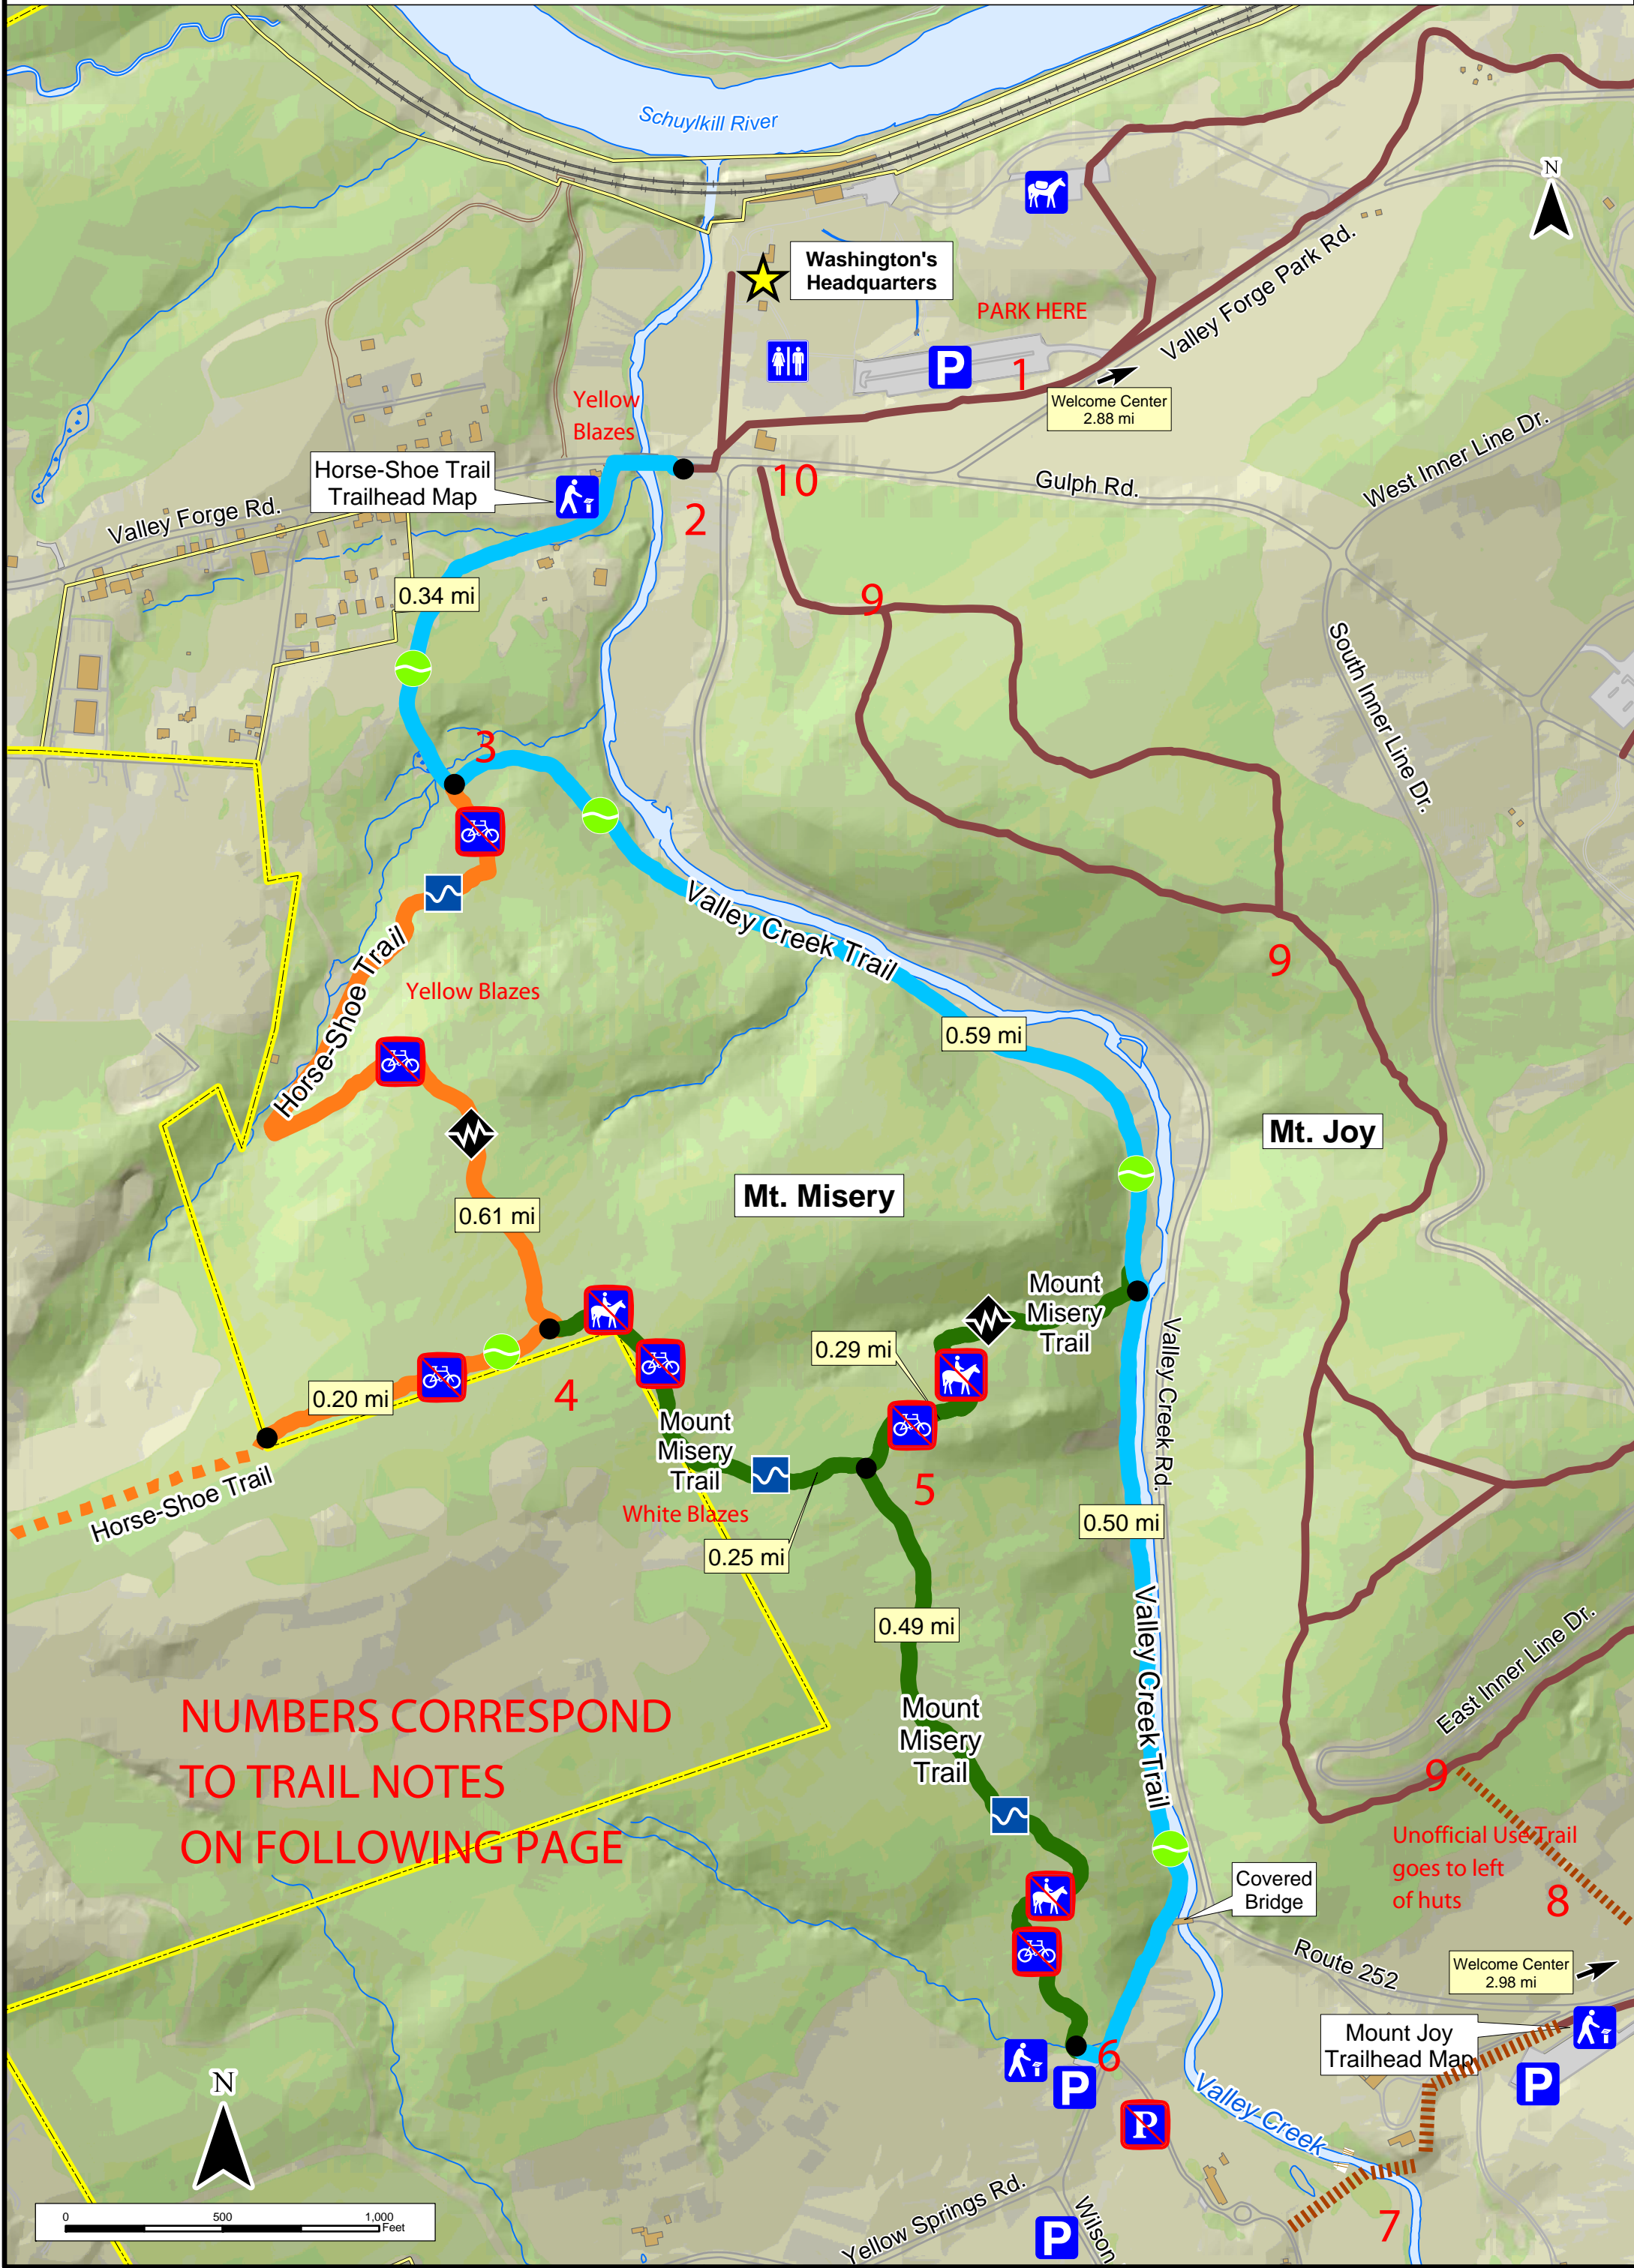 Schuylkill River
N
Washington's
Headquarters
PARK HERE
P
1
Valley Forge Park Rd.
Welcome Center
2.88 mi
Yellow
Blazes
Horse-Shoe Trail
Trailhead Map
Valley Forge Rd.
10
2
Gulph Rd.
West Inner Line Dr.
0.34 mi
9
South Inner Line Dr.
3
Valley Creek Trail
9
Horse-Shoe Trail
Yellow Blazes
0.59 mi
Mt. Joy
Mt. Misery
0.61 mi
Mount
Misery
Trail
0.29 mi
Valley Creek Rd.
0.20 mi
4
Mount
Misery
Trail
5
Horse-Shoe Trail
White Blazes
0.25 mi
0.50 mi
0.49 mi
Valley Creek Trail
East Inner Line Dr.
Mount
Misery
Trail
NUMBERS CORRESPOND
TO TRAIL NOTES
ON FOLLOWING PAGE
9
Unofficial Use Trail
goes to left
of huts
8
Covered
Bridge
Route 252
Welcome Center
2.98 mi
Mount Joy
Trailhead Map
6
P
P
P
N
Valley Creek
7
Yellow Springs Rd.
Wilson
P
0 500 1,000
Feet